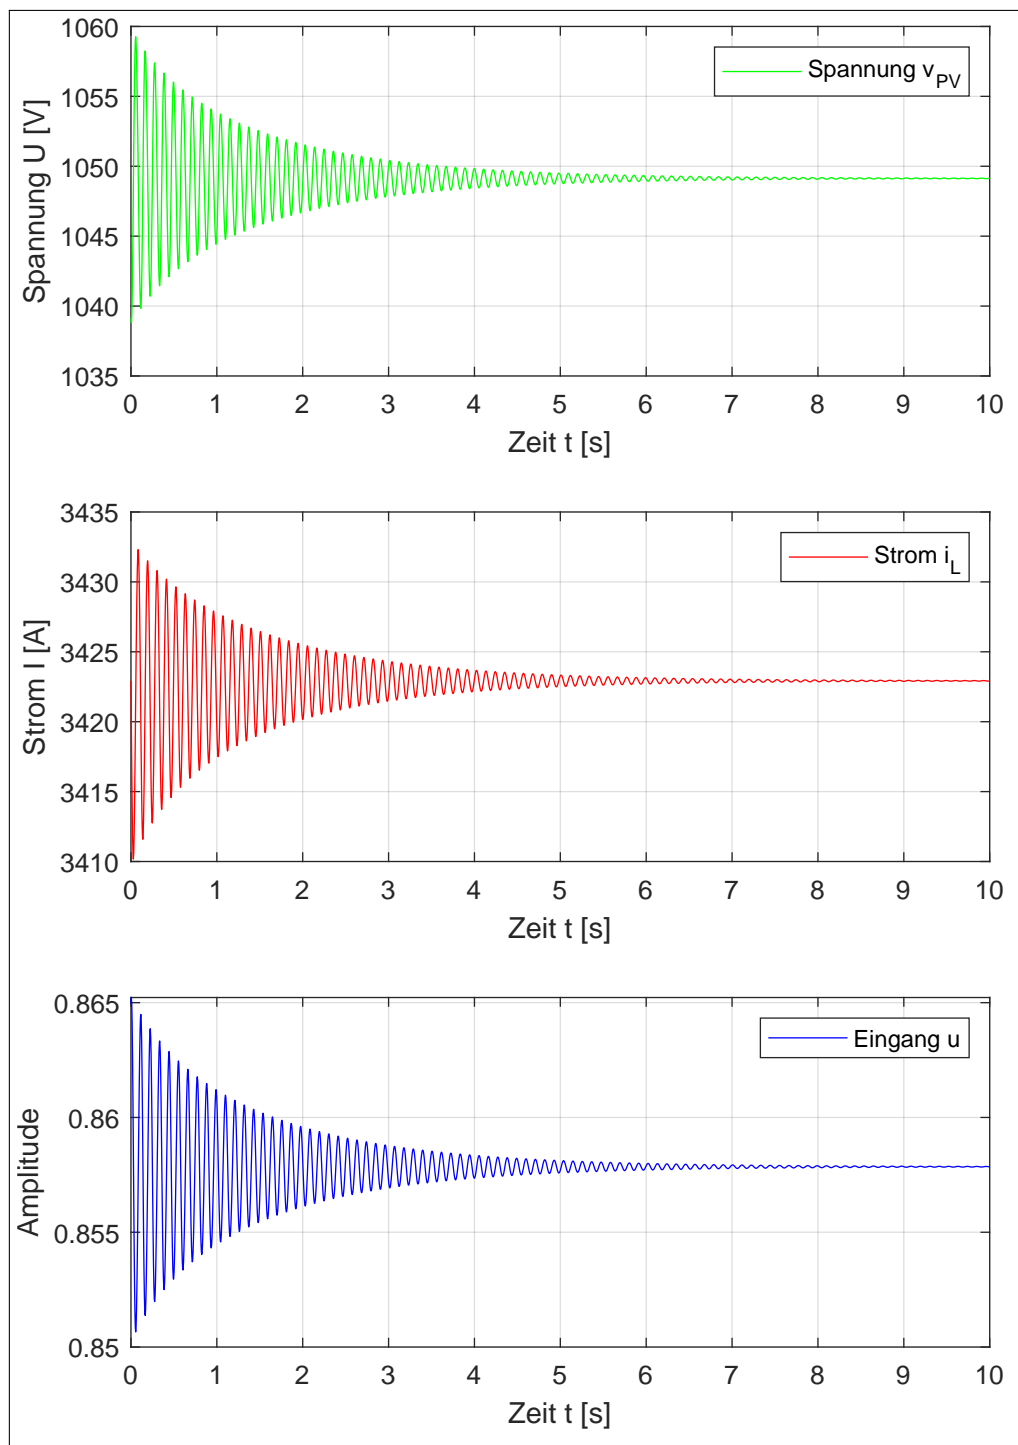 1060
1055
1050
1045
1040
1035
Spannung U [V]
Spannung v_PV
0 1 2 3 4 5 6 7 8 9 10
Zeit t [s]
3435
3430
3425
3420
3415
3410
Strom I [A]
Strom i_L
0 1 2 3 4 5 6 7 8 9 10
Zeit t [s]
0.865
0.86
0.855
0.85
Amplitude
Eingang u
0 1 2 3 4 5 6 7 8 9 10
Zeit t [s]